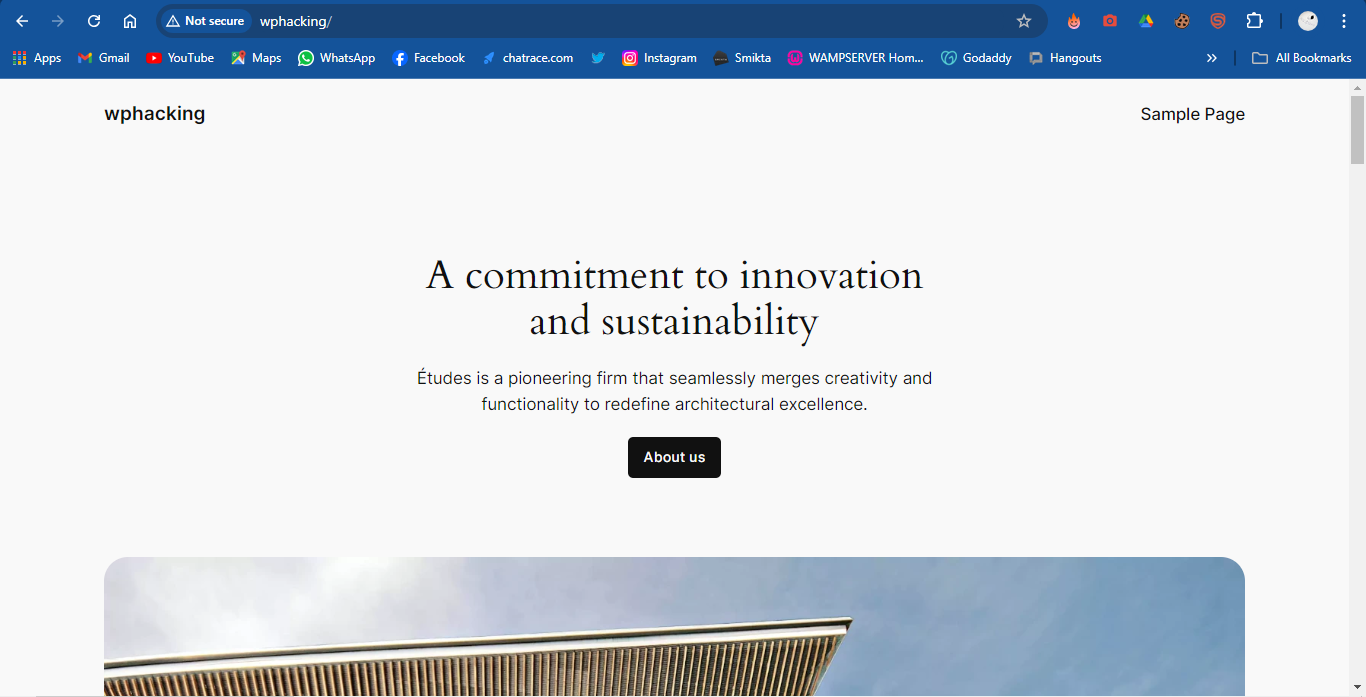 Not secure wphacking/
Apps Gmail YouTube Maps WhatsApp Facebook chatrace.com Instagram Smikta WAMPSERVER Hom... Godaddy Hangouts » All Bookmarks
wphacking Sample Page
A commitment to innovation
and sustainability
Études is a pioneering firm that seamlessly merges creativity and
functionality to redefine architectural excellence.
About us